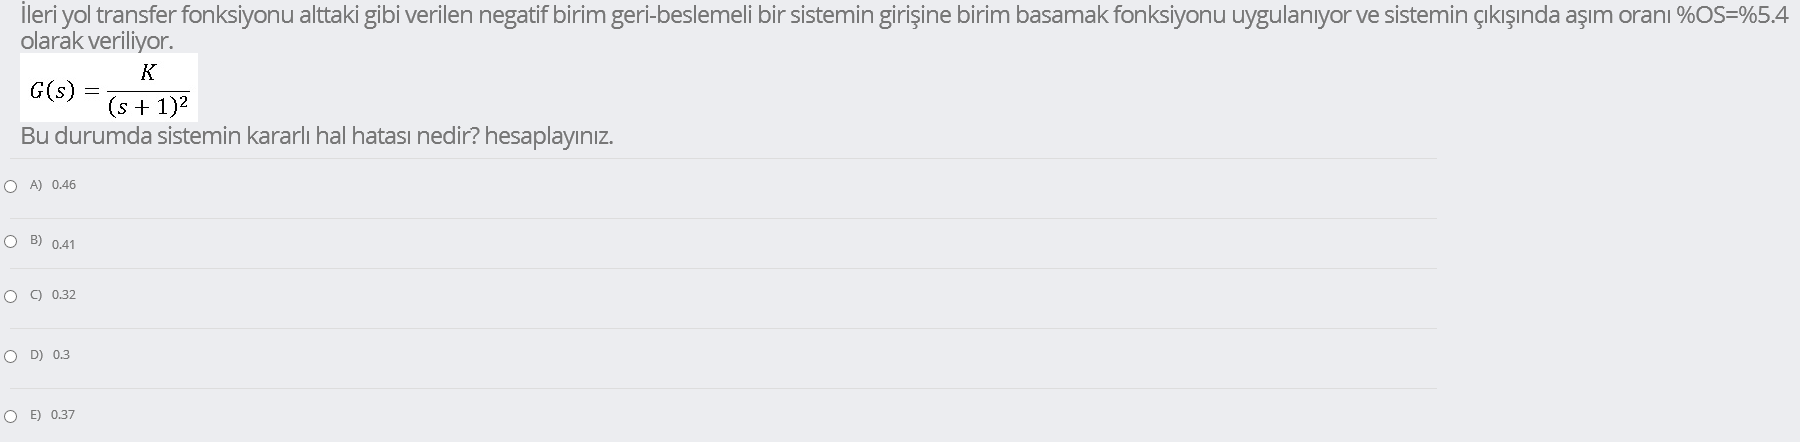 İleri yol transfer fonksiyonu alttaki gibi verilen negatif birim geri-beslemeli bir sistemin girişine birim basamak fonksiyonu uygulanıyor ve sistemin çıkışında aşım oranı %OS=%5.4
olarak veriliyor.
G(s) = K / (s + 1)²
Bu durumda sistemin kararlı hal hatası nedir? hesaplayınız.
A) 0.46
B) 0.41
C) 0.32
D) 0.3
E) 0.37